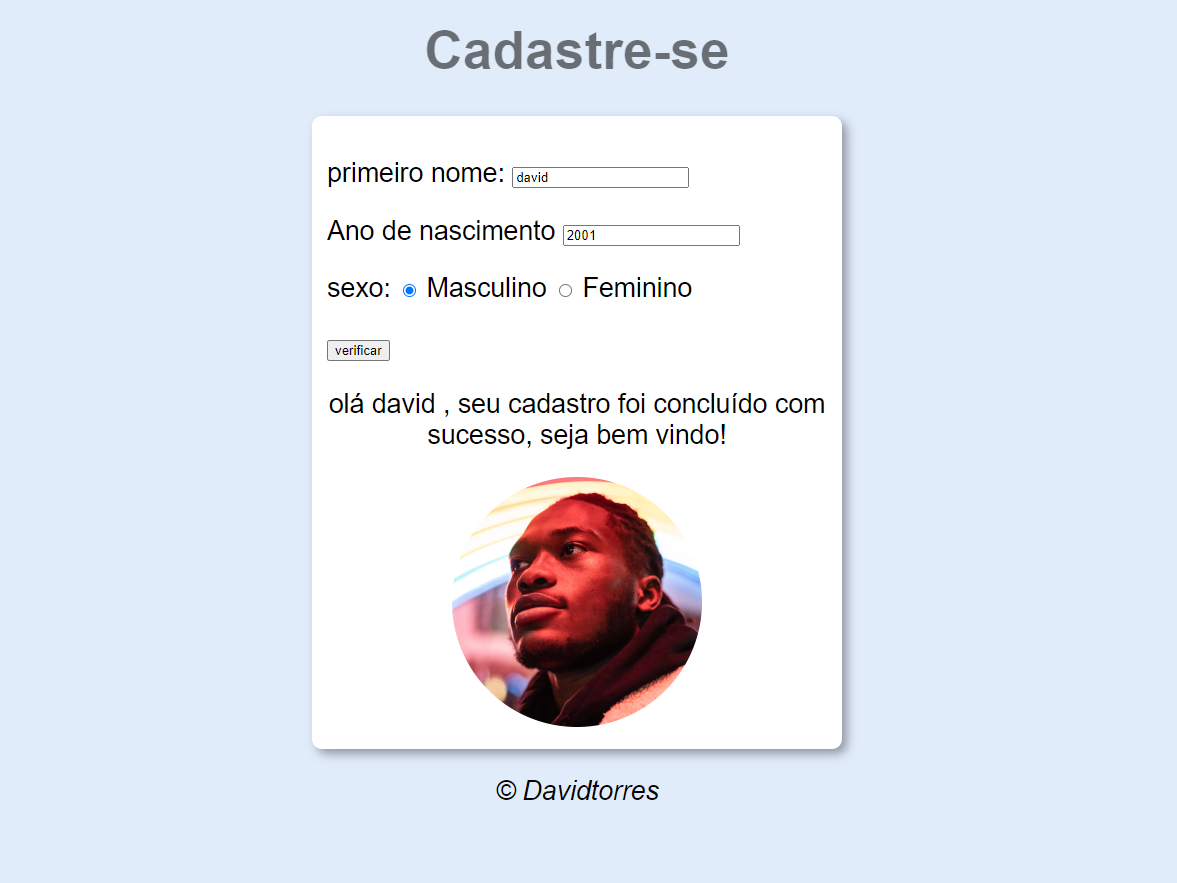 Cadastre-se
primeiro nome: david
Ano de nascimento 2001
sexo: Masculino Feminino
verificar
olá david , seu cadastro foi concluído com
sucesso, seja bem vindo!
© Davidtorres